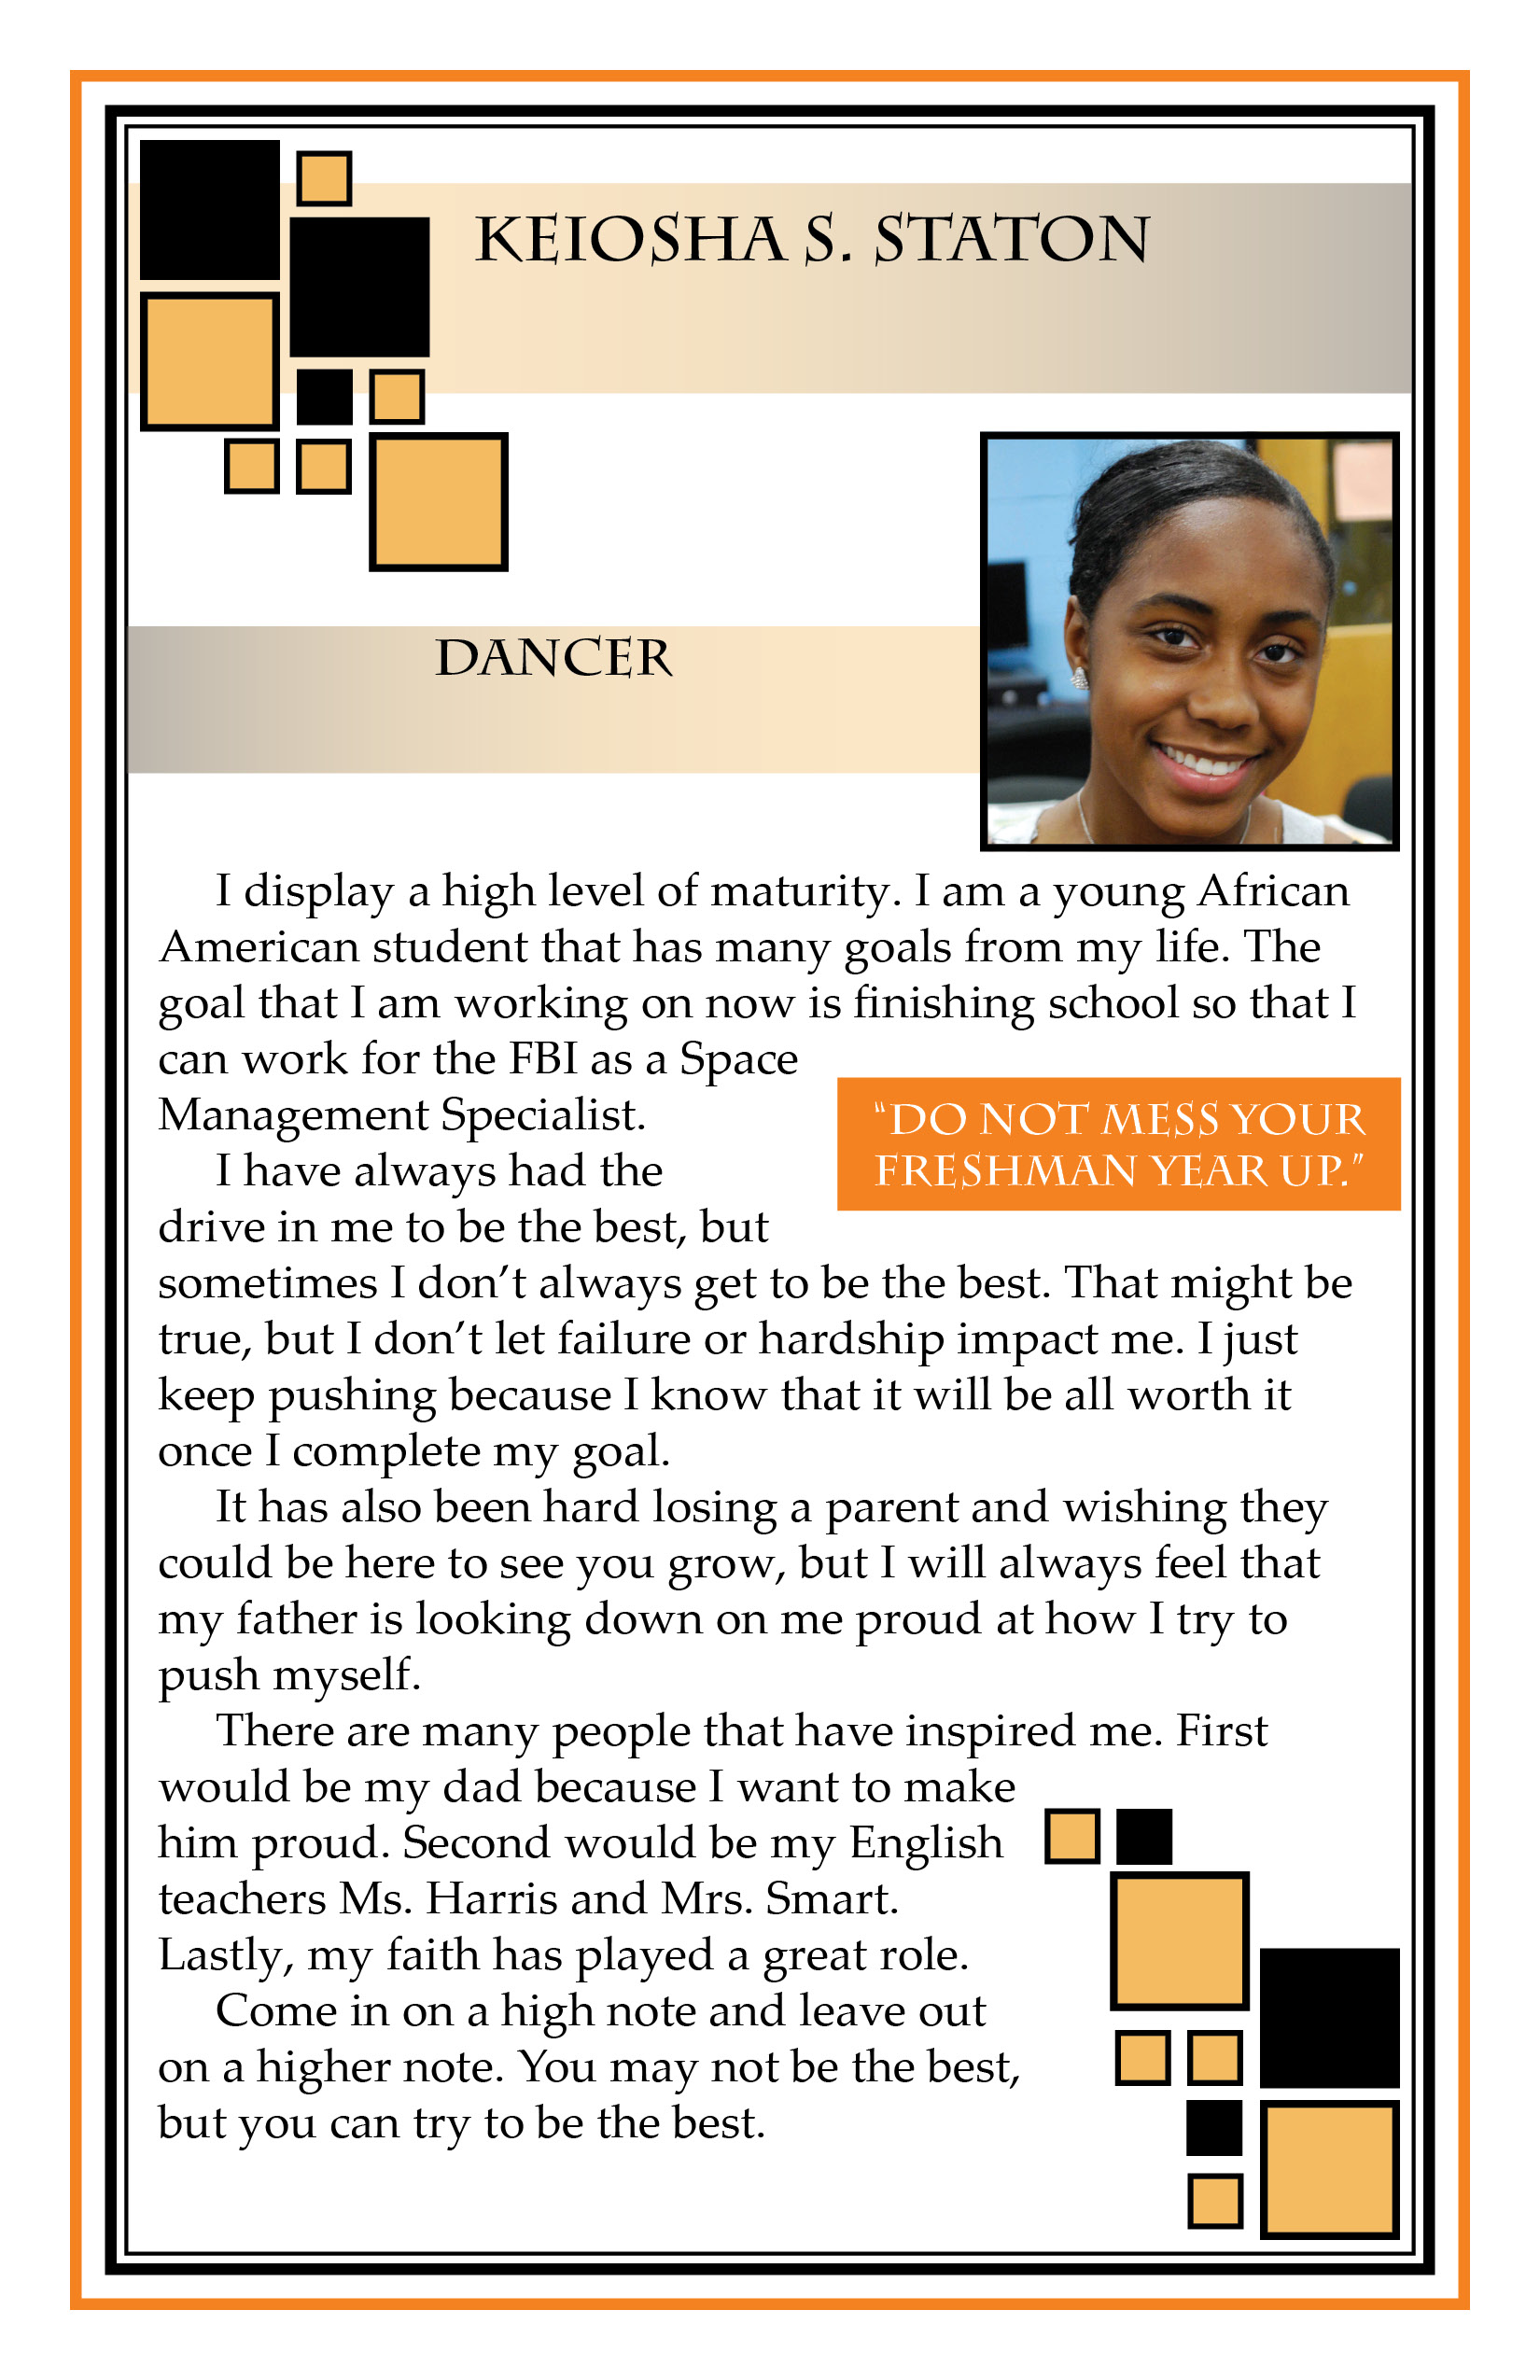 KEIOSHA S. STATON
DANCER
I display a high level of maturity. I am a young African
American student that has many goals from my life. The
goal that I am working on now is finishing school so that I
can work for the FBI as a Space
Management Specialist.
"DO NOT MESS YOUR
FRESHMAN YEAR UP."
I have always had the
drive in me to be the best, but
sometimes I don’t always get to be the best. That might be
true, but I don’t let failure or hardship impact me. I just
keep pushing because I know that it will be all worth it
once I complete my goal.
It has also been hard losing a parent and wishing they
could be here to see you grow, but I will always feel that
my father is looking down on me proud at how I try to
push myself.
There are many people that have inspired me. First
would be my dad because I want to make
him proud. Second would be my English
teachers Ms. Harris and Mrs. Smart.
Lastly, my faith has played a great role.
Come in on a high note and leave out
on a higher note. You may not be the best,
but you can try to be the best.